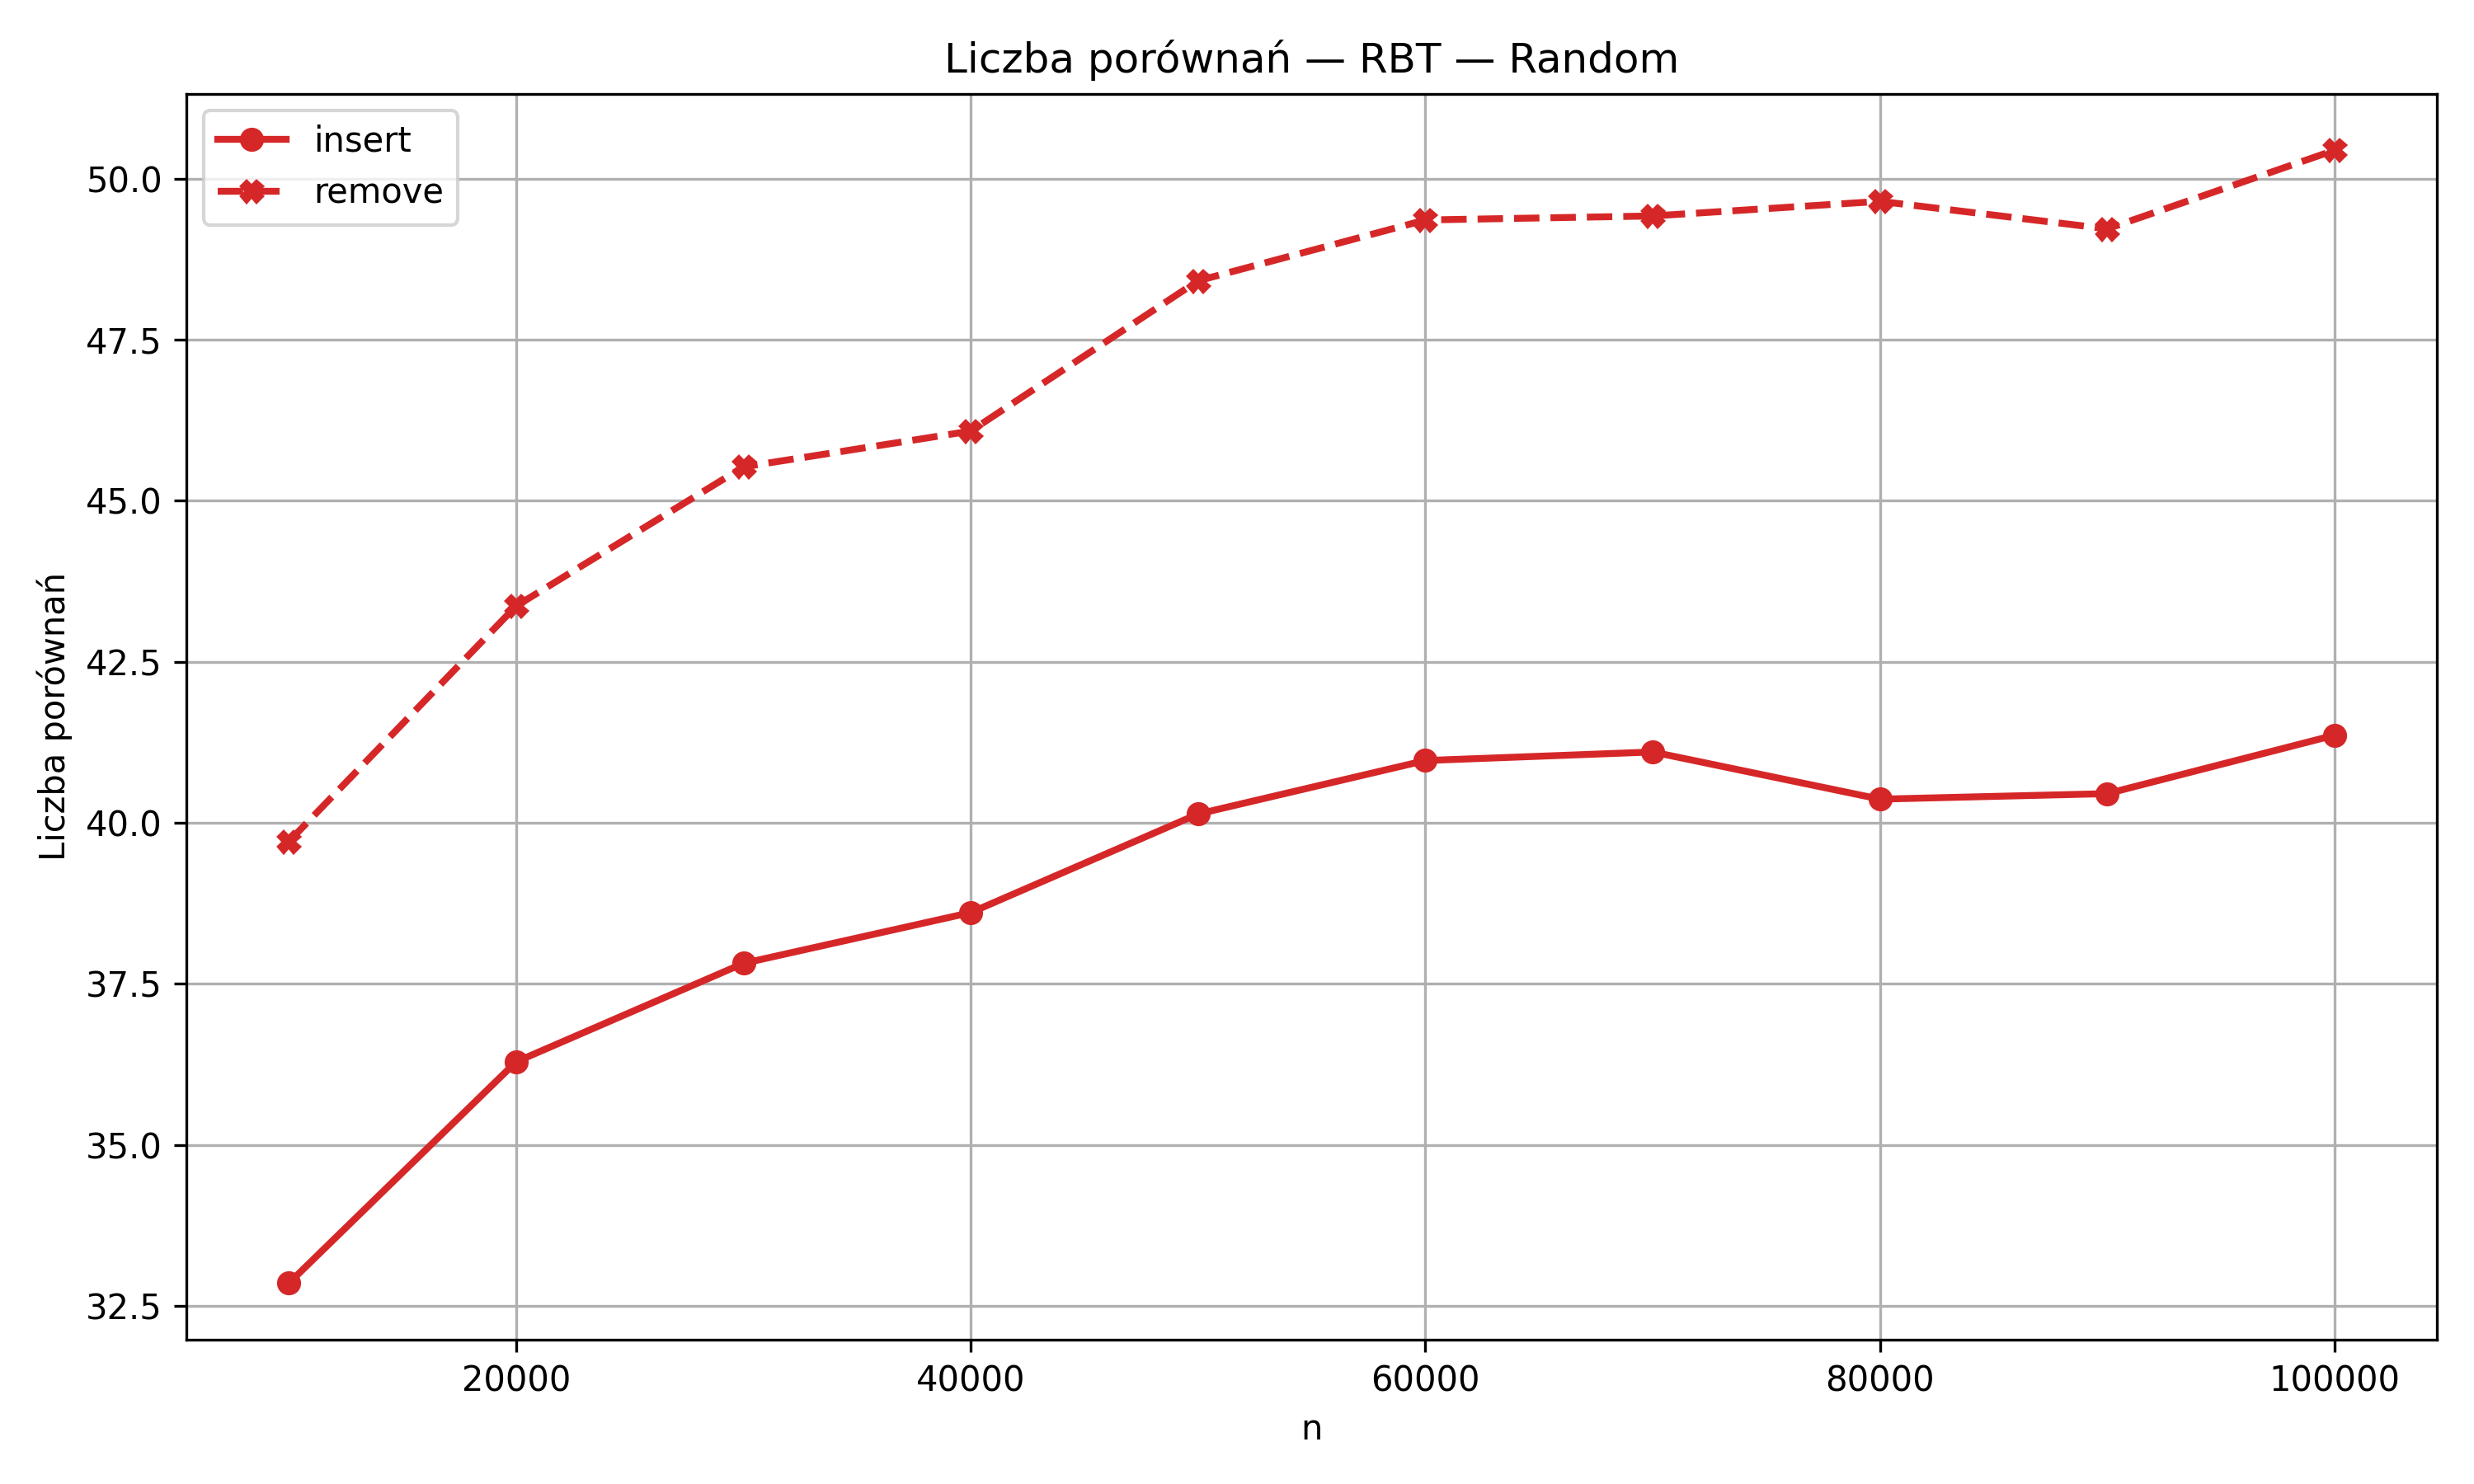 Liczba porównań — RBT — Random
insert
remove
Liczba porównań
50.0
47.5
45.0
42.5
40.0
37.5
35.0
32.5
20000
40000
60000
80000
100000
n